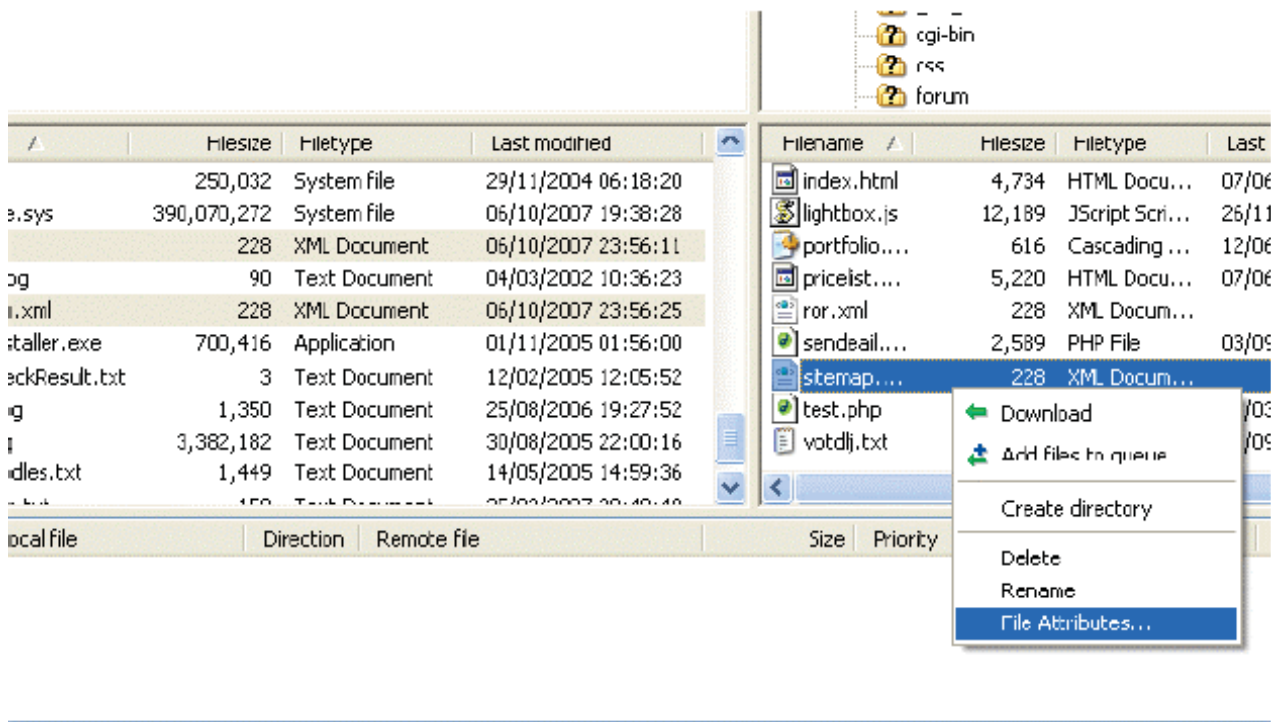 cgi-bin
css
forum
Filesize Filetype Last modified
250,032 System file 29/11/2004 06:18:20
e.sys 390,070,272 System file 06/10/2007 19:38:28
228 XML Document 06/10/2007 23:56:11
og 90 Text Document 04/03/2002 10:36:23
.xml 228 XML Document 06/10/2007 23:56:25
staller.exe 700,416 Application 01/11/2005 01:56:00
eckResult.txt 3 Text Document 12/02/2005 12:05:52
g 1,350 Text Document 25/08/2006 19:27:52
3,382,182 Text Document 30/08/2005 22:00:16
dles.txt 1,449 Text Document 14/05/2005 14:59:36
Filename Filesize Filetype Last
index.html 4,734 HTML Docu... 07/06
lightbox.js 12,189 JScript Scri... 26/11
portfolio.... 616 Cascading ... 12/06
pricelist.... 5,220 HTML Docu... 07/06
ror.xml 228 XML Docum...
sendeail.... 2,589 PHP File 03/09
sitemap.... 228 XML Docum...
test.php /03
votdlj.txt /09
Download
Add files to queue
Create directory
Delete
Rename
File Attributes...
ocal file Direction Remote file Size Priority